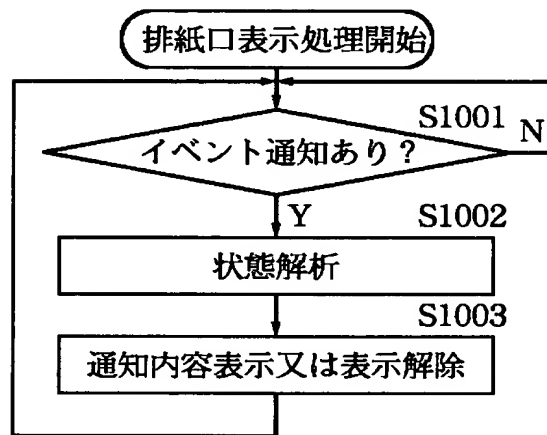 排紙口表示処理開始
S1001
イベント通知あり?
N
Y
S1002
状態解析
S1003
通知内容表示又は表示解除